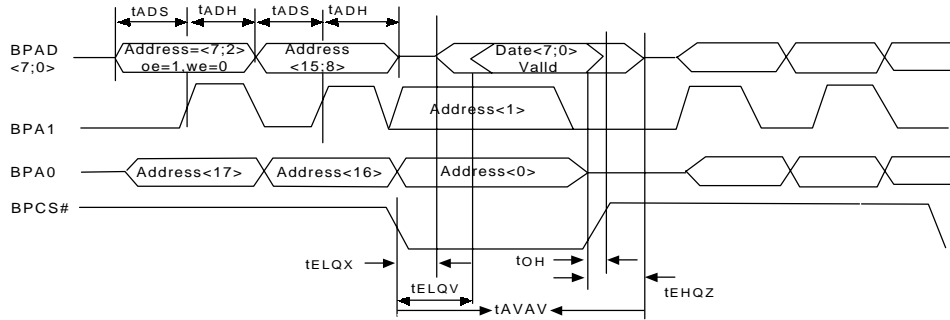 tADS tADH tADS tADH
BPAD
<7;0>
Address=<7;2>
oe=1,we=0
Address
<15;8>
Date<7;0>
Valld
BPA1
Address<1>
BPA0
Address<17>
Address<16>
Address<0>
BPCS#
tELQX
tOH
tELQV
tEHQZ
tAVAV